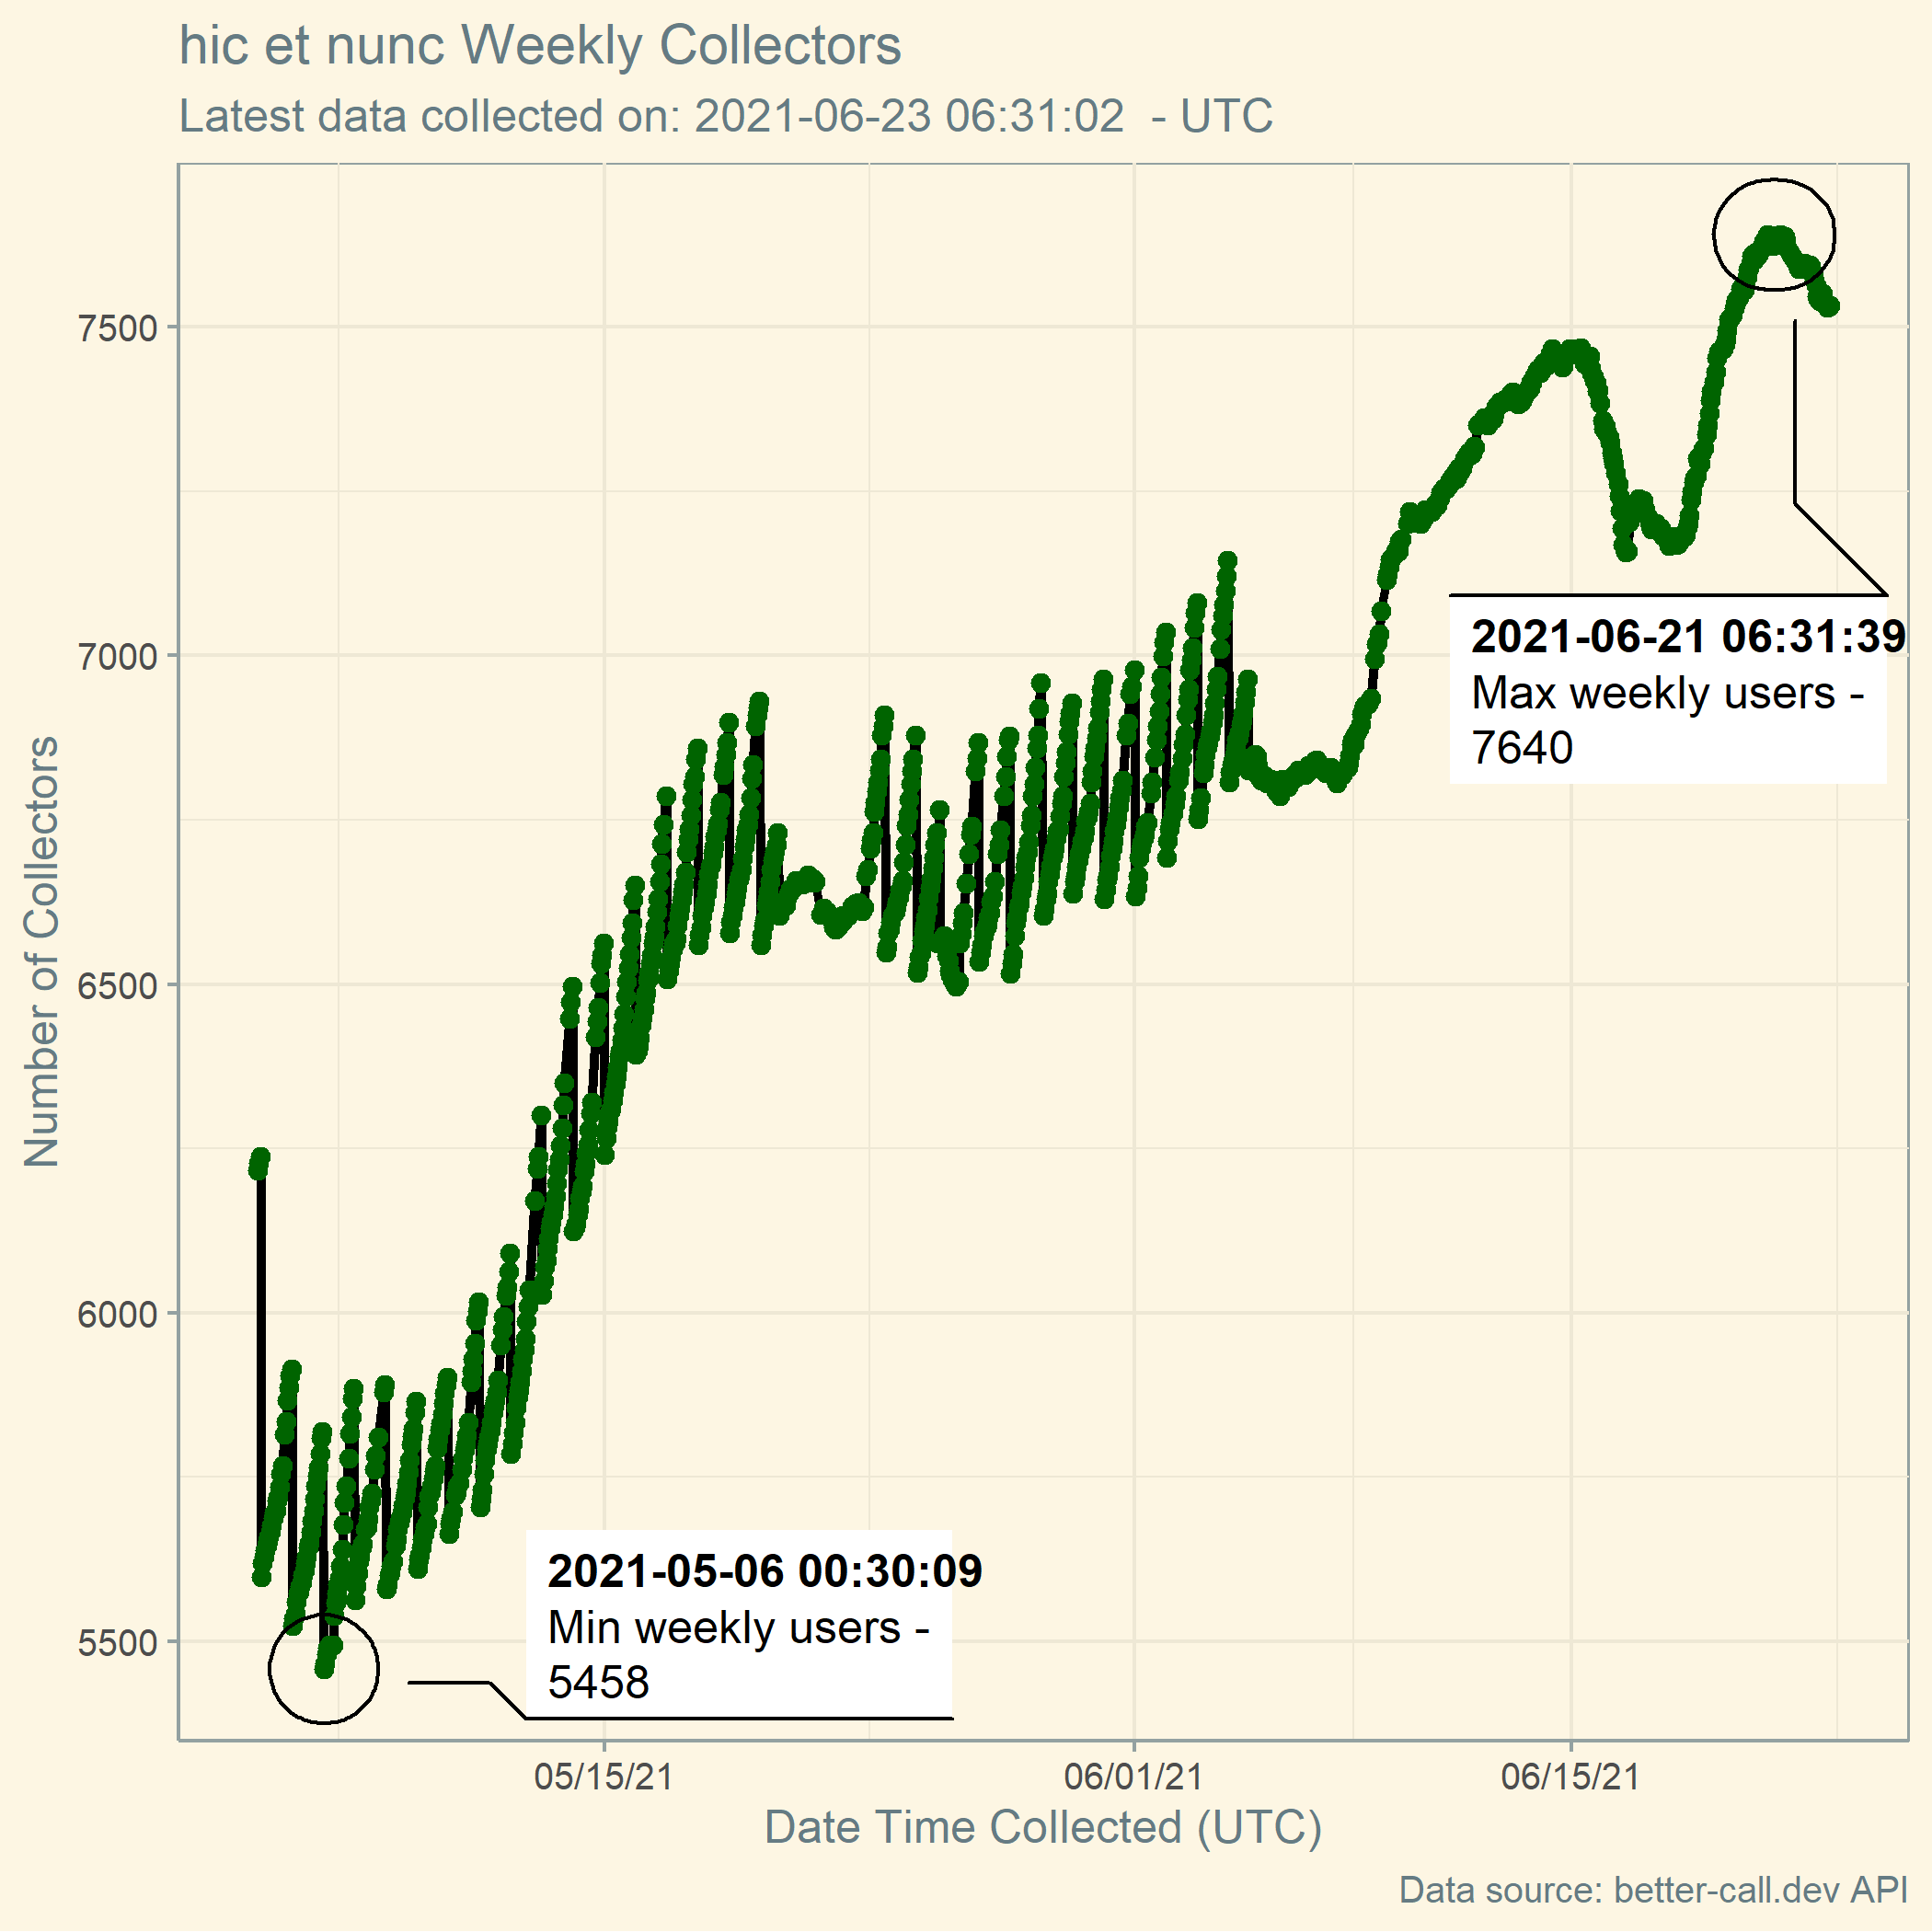 hic et nunc Weekly Collectors
Latest data collected on: 2021-06-23 06:31:02  - UTC
Number of Collectors
7500
7000
6500
6000
5500
2021-06-21 06:31:39
Max weekly users -
7640
2021-05-06 00:30:09
Min weekly users -
5458
05/15/21
06/01/21
06/15/21
Date Time Collected (UTC)
Data source: better-call.dev API